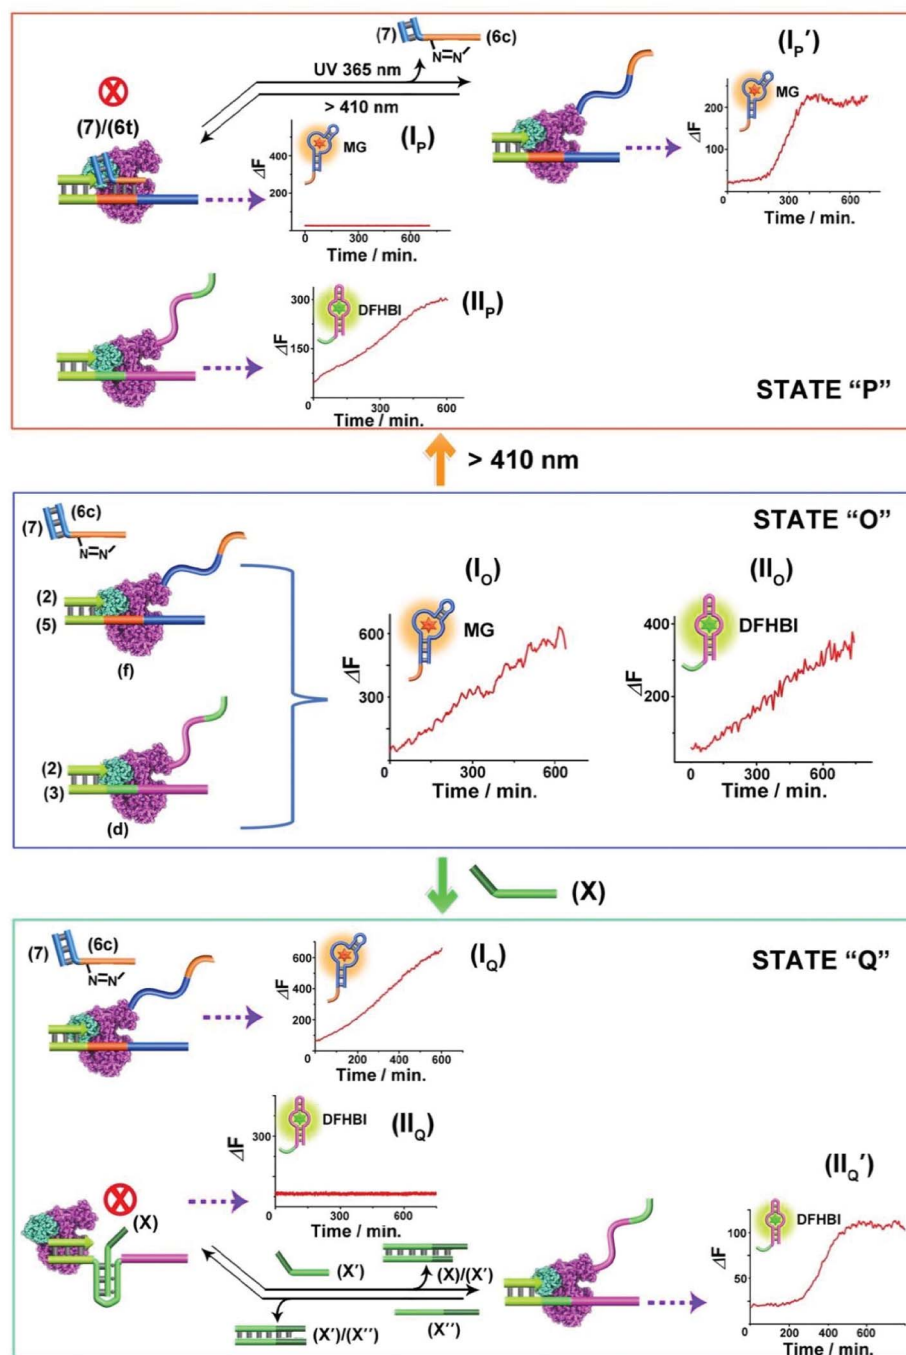 (7)
(6c)
N=N
(I_P')
UV 365 nm
> 410 nm
X
(7)/(6t)
(I_P)
MG
ΔF
400
200
0
0
300
600
Time / min.
MG
ΔF
200
100
0
300
600
Time / min.
(II_P)
DFHBI
ΔF
300
150
0
300
600
Time / min.
STATE "P"
> 410 nm
STATE "O"
(7)
(6c)
N=N
(2)
(5)
(f)
(2)
(3)
(d)
(I_O)
MG
ΔF
600
300
0
300
600
Time / min.
(II_O)
DFHBI
ΔF
400
200
0
300
600
Time / min.
(X)
STATE "Q"
(7)
(6c)
N=N
(I_Q)
ΔF
600
400
200
0
0
200
400
600
Time / min.
(II_Q)
DFHBI
ΔF
300
0
300
600
Time / min.
X
(X)
(X')
(X)/(X')
(X')/(X'')
(X'')
(II_Q')
DFHBI
ΔF
100
50
0
300
600
Time / min.